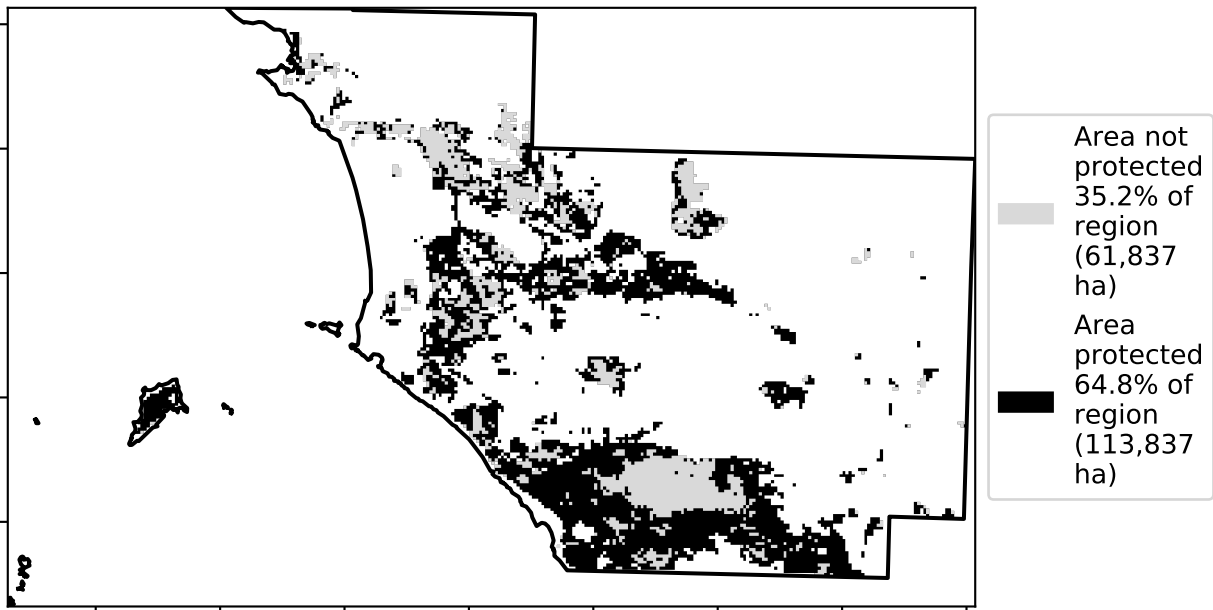 Area not
protected
35.2% of
region
(61,837
ha)
Area
protected
64.8% of
region
(113,837
ha)